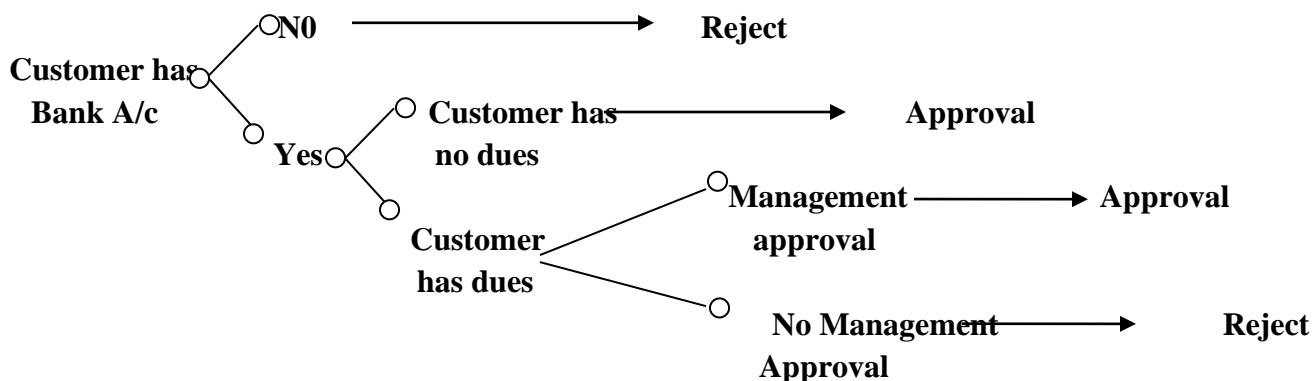 N0 Reject
Customer has
Bank A/c
Customer has Approval
Yes no dues
Management Approval
approval
Customer
has dues
No Management Reject
Approval